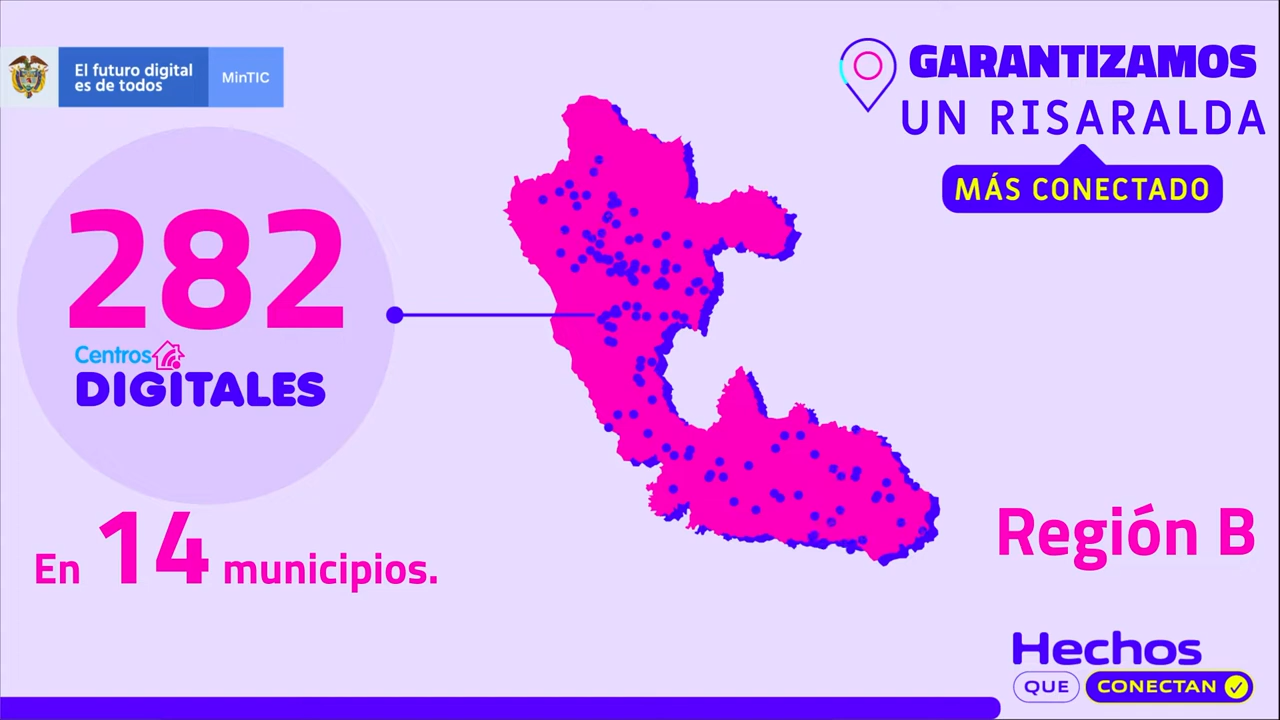 El futuro digital
es de todos
MinTIC
GARANTIZAMOS
UN RISARALDA
MÁS CONECTADO
282
Centros
DIGITALES
En 14 municipios.
Región B
Hechos
QUE CONECTAN